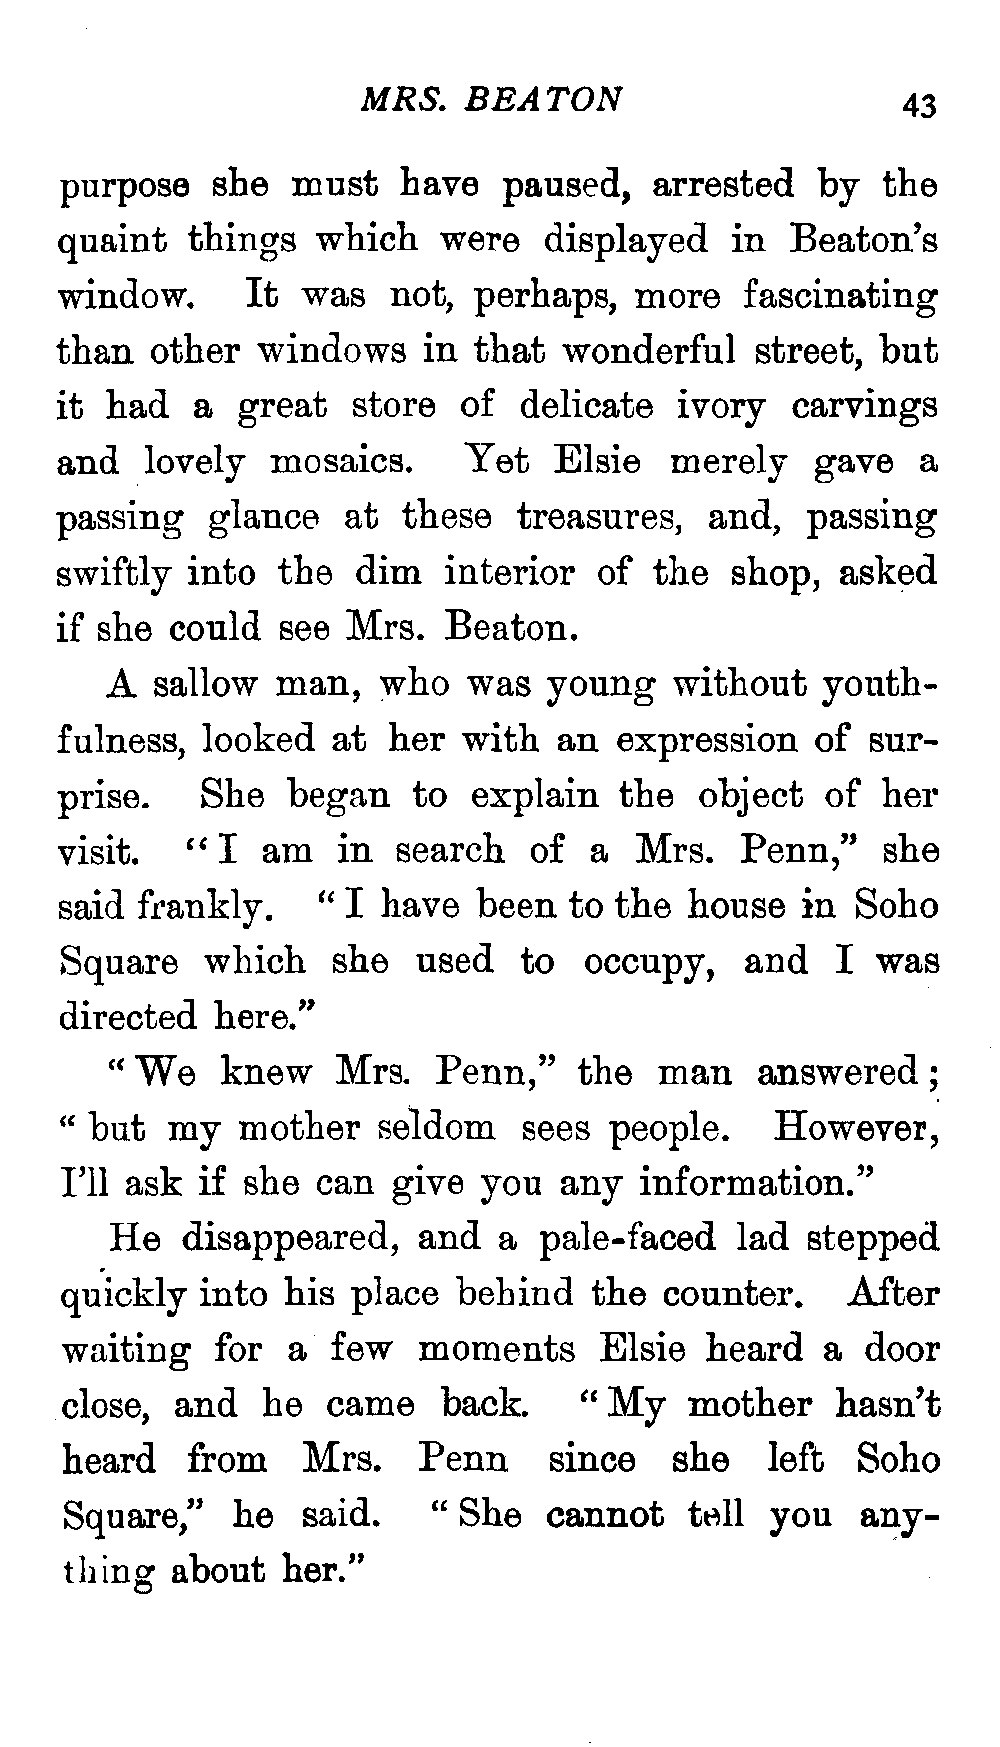 MRS. BEATON 43
purpose she must have paused, arrested by the
quaint things which were displayed in Beaton's
window. It was not, perhaps, more fascinating
than other windows in that wonderful street, but
it had a great store of delicate ivory carvings
and lovely mosaics. Yet Elsie merely gave a
passing glance at these treasures, and, passing
swiftly into the dim interior of the shop, asked
if she could see Mrs. Beaton.
A sallow man, who was young without youth-
fulness, looked at her with an expression of sur-
prise. She began to explain the object of her
visit. "I am in search of a Mrs. Penn," she
said frankly. "I have been to the house in Soho
Square which she used to occupy, and I was
directed here."
"We knew Mrs. Penn," the man answered;
"but my mother seldom sees people. However,
I'll ask if she can give you any information."
He disappeared, and a pale-faced lad stepped
quickly into his place behind the counter. After
waiting for a few moments Elsie heard a door
close, and he came back. "My mother hasn't
heard from Mrs. Penn since she left Soho
Square," he said. "She cannot tell you any-
thing about her."